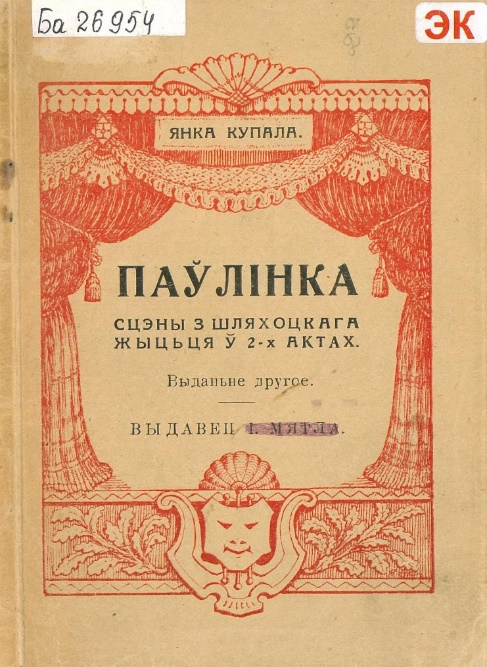 Ба 26954
ЭК
ЯНКА КУПАЛА.
ПАЎЛІНКА
СЦЭНЫ З ШЛЯХОЦКАГА
ЖЫЦЬЦЯ Ў 2-х АКТАХ.
Выданьне другое.
ВЫДАВЕЦ І. МЯТЛА.